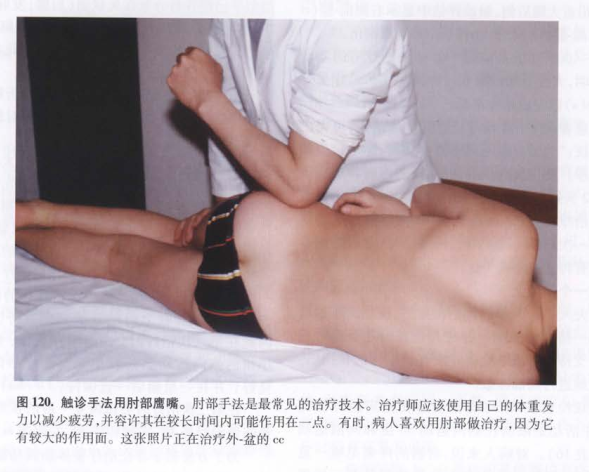 图 120. 触诊手法用肘部鹰嘴。肘部手法是最常见的治疗技术。治疗师应该使用自己的体重发
力以减少疲劳,并容许其在较长时间内可能作用在一点。有时,病人喜欢用肘部做治疗,因为它
有较大的作用面。这张照片正在治疗外-盆的 cc